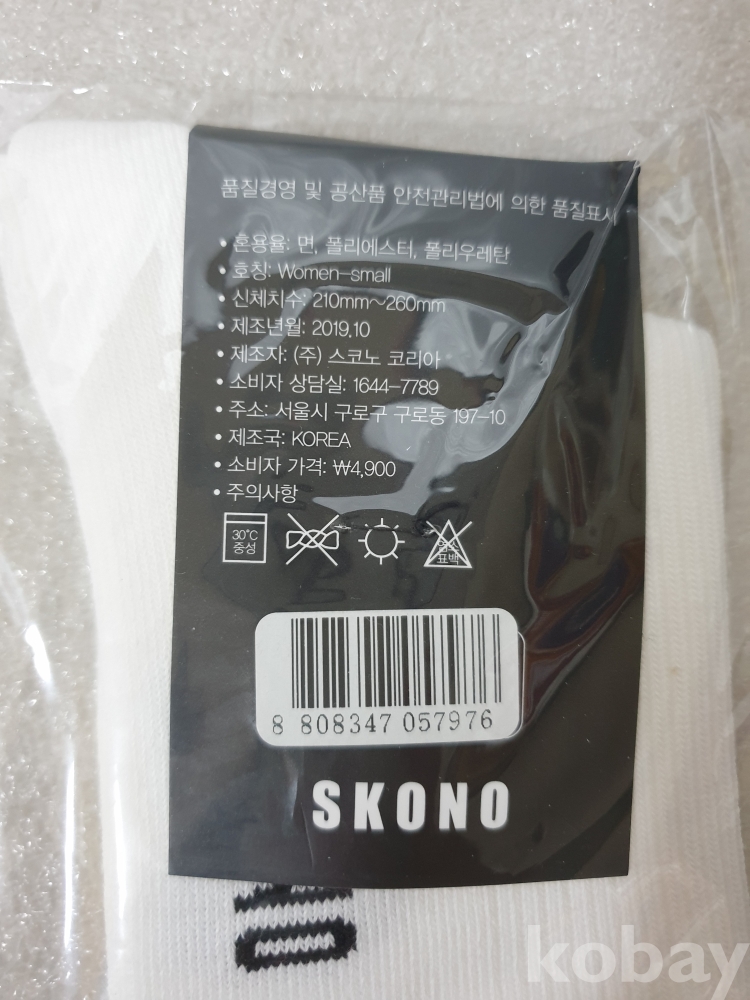 품질경영 및 공산품 안전관리법에 의한 품질표시
• 혼용율: 면, 폴리에스터, 폴리우레탄
• 호칭: Women-small
• 신체치수: 210mm~260mm
• 제조년월: 2019.10
• 제조자: (주) 스코노 코리아
• 소비자 상담실: 1644-7789
• 주소: 서울시 구로구 구로동 197-10
• 제조국: KOREA
• 소비자 가격: ₩4,900
• 주의사항
30°C
중성
염소
표백
8 808347 057976
SKONO
NO
kobay